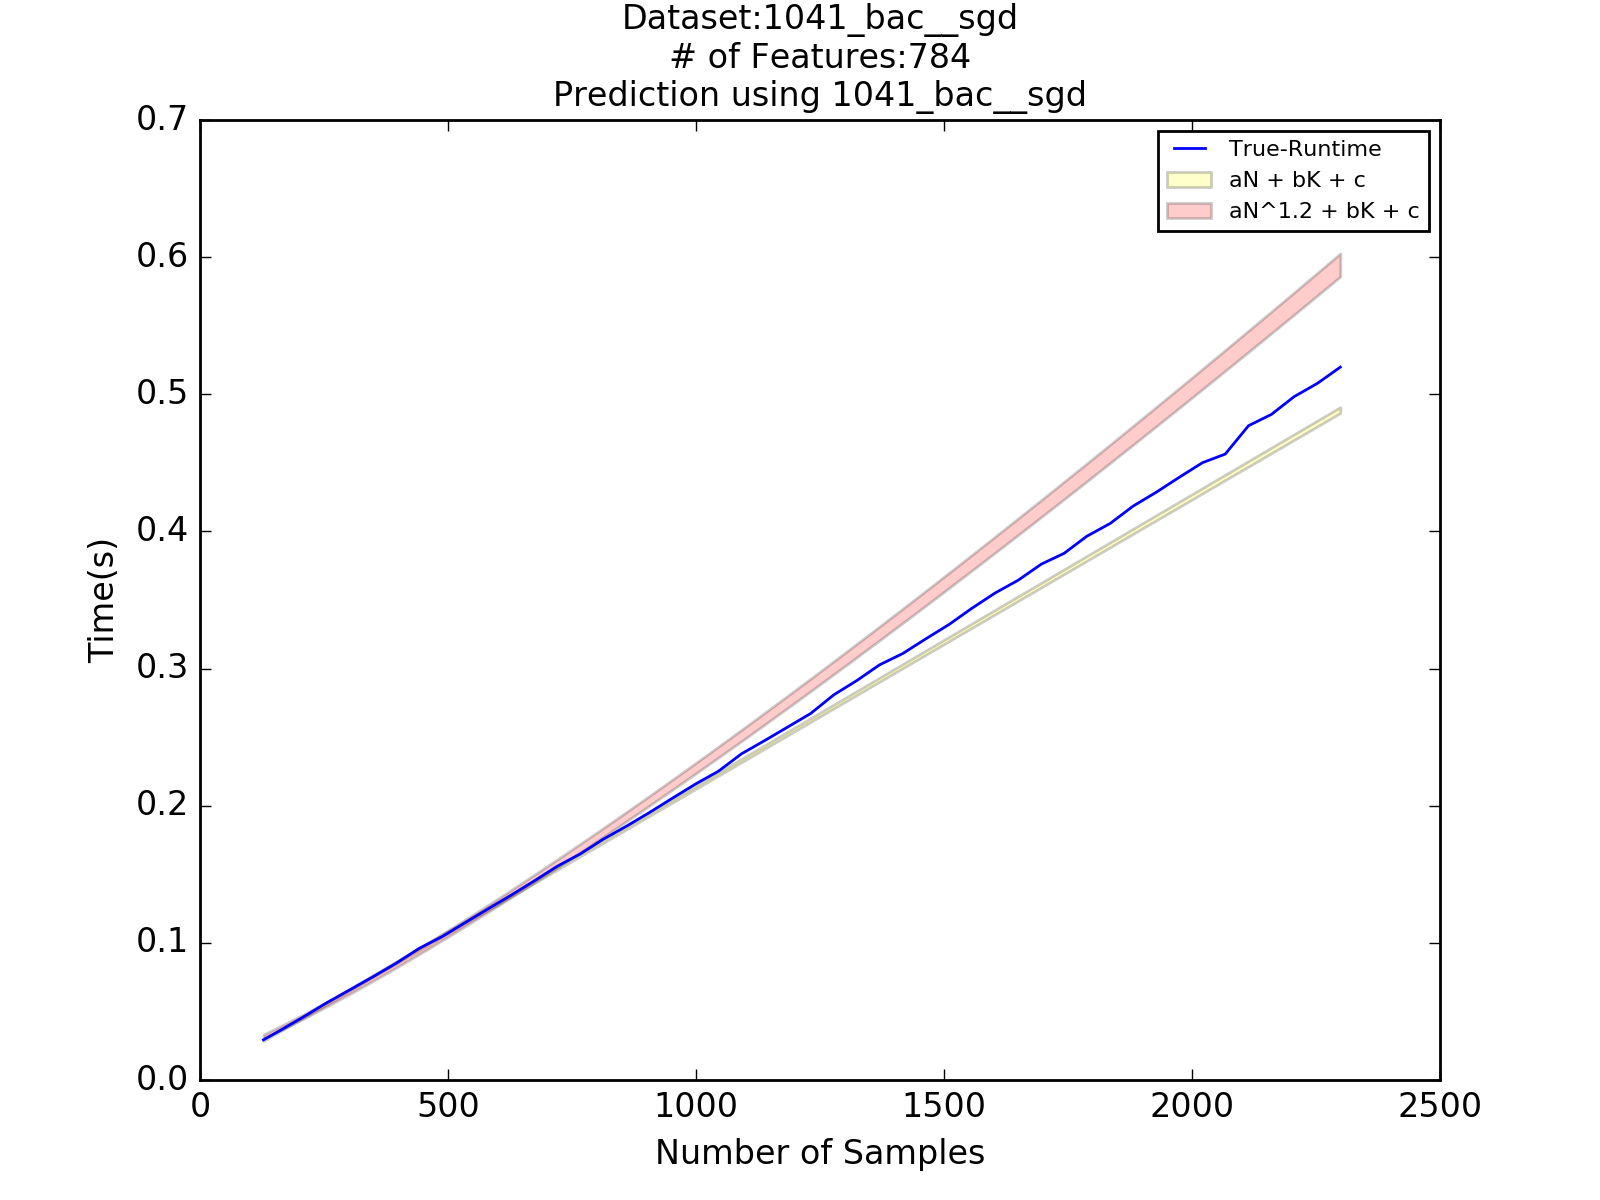 Dataset:1041_bac__sgd
# of Features:784
Prediction using 1041_bac__sgd
0.7
0.6
0.5
0.4
0.3
0.2
0.1
0.0
Time(s)
True-Runtime
aN + bK + c
aN^1.2 + bK + c
0
500
1000
1500
2000
2500
Number of Samples